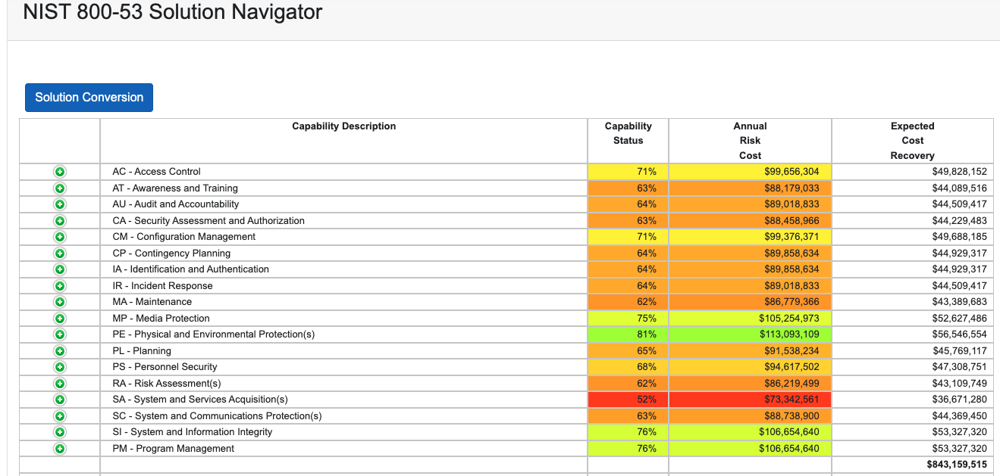 NIST 800-53 Solution Navigator
Solution Conversion
Capability Description Capability Status Annual Risk Cost Expected Cost Recovery
AC - Access Control 71% $99,656,304 $49,828,152
AT - Awareness and Training 63% $88,179,033 $44,089,516
AU - Audit and Accountability 64% $89,018,833 $44,509,417
CA - Security Assessment and Authorization 63% $88,458,966 $44,229,483
CM - Configuration Management 71% $99,376,371 $49,688,185
CP - Contingency Planning 64% $89,858,634 $44,929,317
IA - Identification and Authentication 64% $89,858,634 $44,929,317
IR - Incident Response 64% $89,018,833 $44,509,417
MA - Maintenance 62% $86,779,366 $43,389,683
MP - Media Protection 75% $105,254,973 $52,627,486
PE - Physical and Environmental Protection(s) 81% $113,093,109 $56,546,554
PL - Planning 65% $91,538,234 $45,769,117
PS - Personnel Security 68% $94,617,502 $47,308,751
RA - Risk Assessment(s) 62% $86,219,499 $43,109,749
SA - System and Services Acquisition(s) 52% $73,342,561 $36,671,280
SC - System and Communications Protection(s) 63% $88,738,900 $44,369,450
SI - System and Information Integrity 76% $106,654,640 $53,327,320
PM - Program Management 76% $106,654,640 $53,327,320
$843,159,515